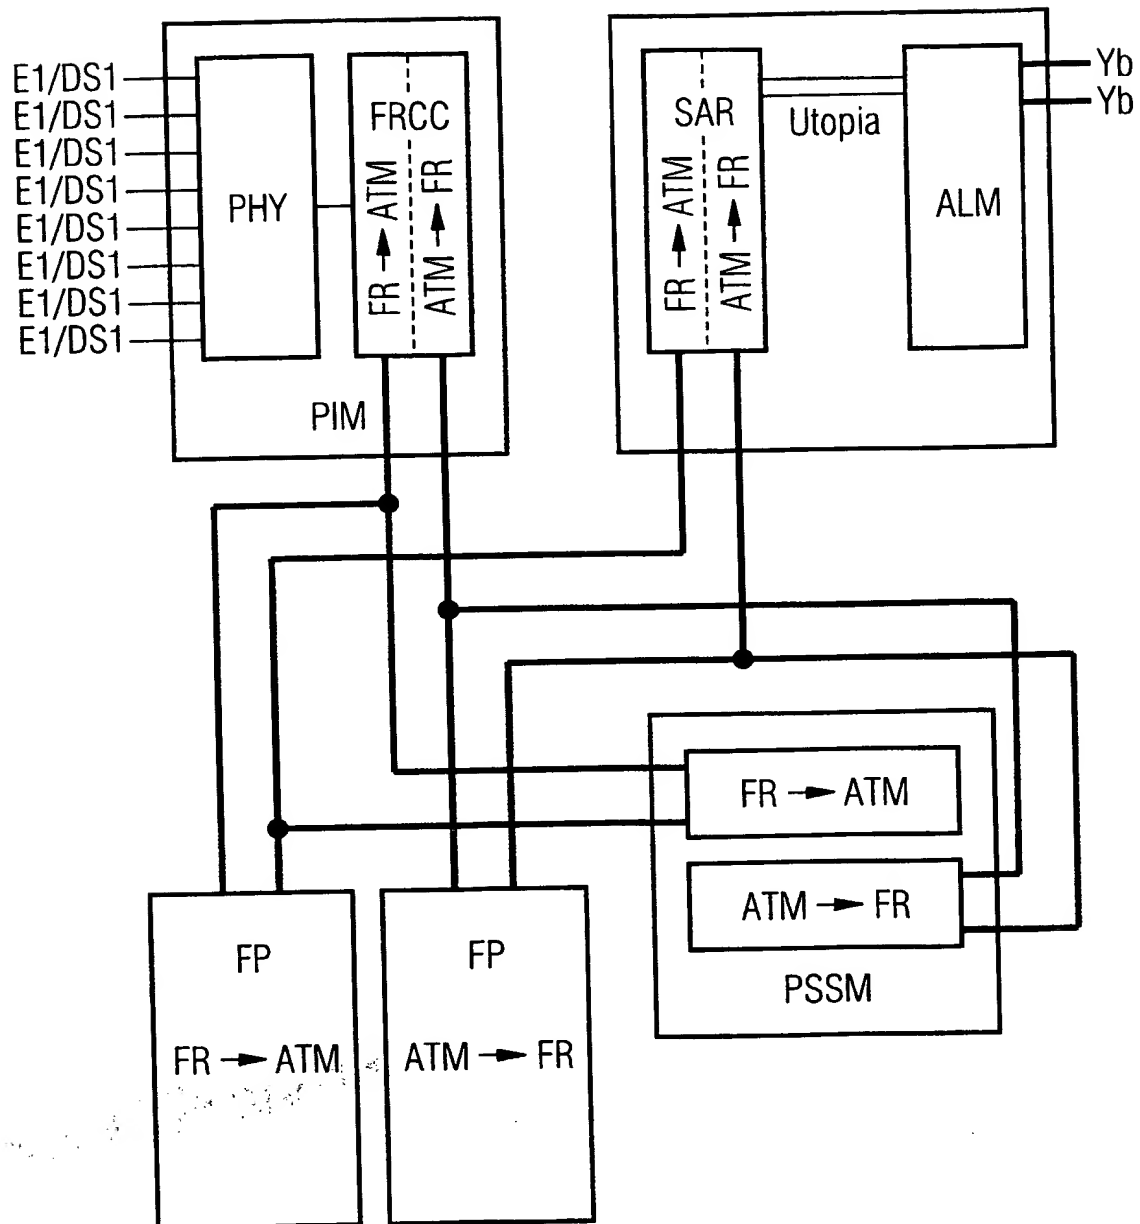 E1/DS1
E1/DS1
E1/DS1
E1/DS1
E1/DS1
E1/DS1
E1/DS1
E1/DS1
PHY
FRCC
FR → ATM
ATM → FR
PIM
SAR
FR → ATM
ATM → FR
Utopia
ALM
Yb
Yb
FR → ATM
ATM → FR
PSSM
FP
FR → ATM
FP
ATM → FR